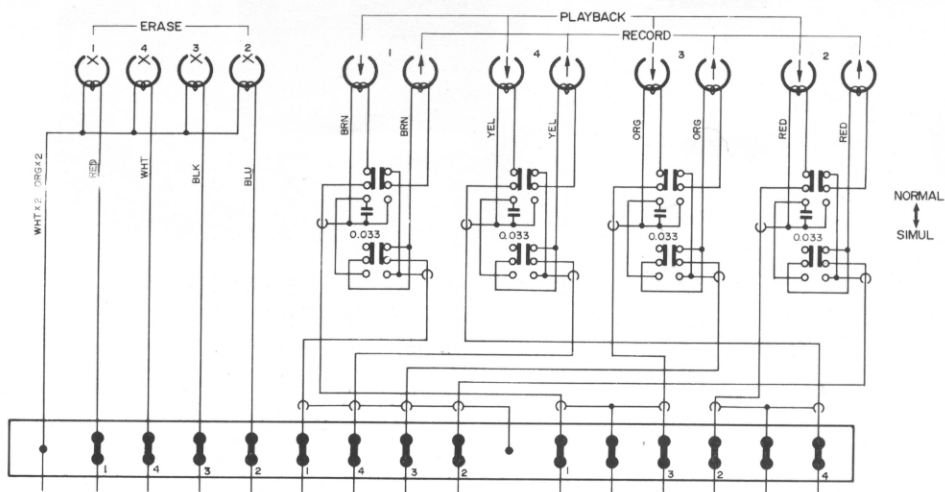 PLAYBACK
ERASE
RECORD
1 4 3 2
1 4 3 2
BRN BRN YEL YEL ORG ORG RED RED
WHT x 2 ORG x 2 RED WHT BLK BLU
NORMAL
SIMUL
0.033 0.033 0.033 0.033
1 4 3 2 1 4 3 2 1 3 2 4